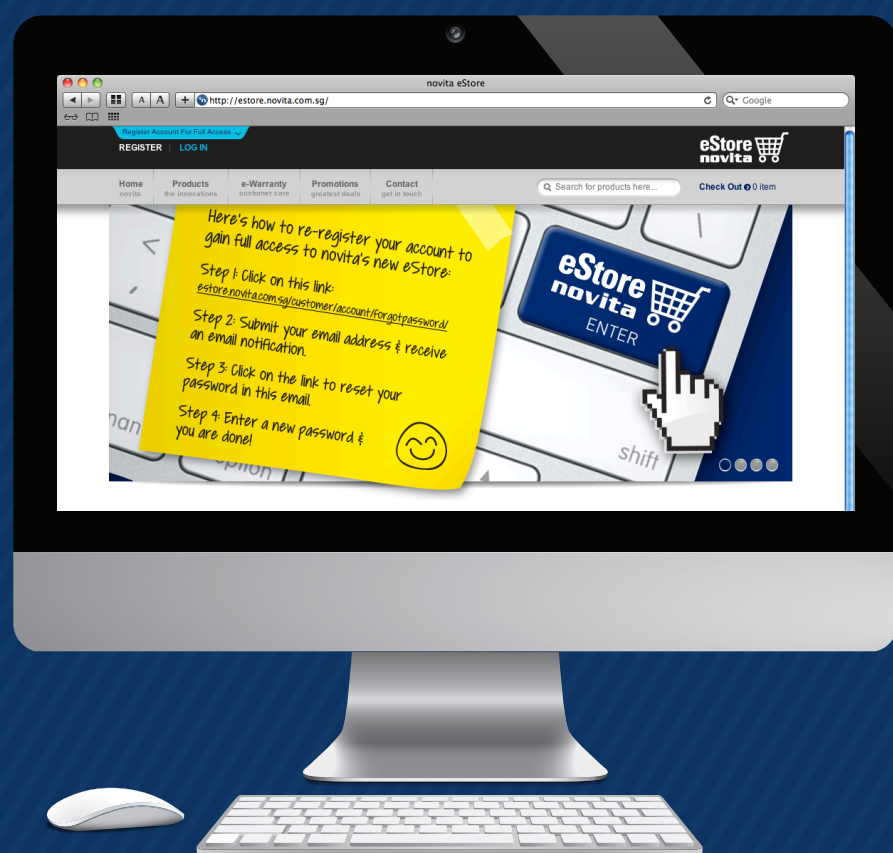 novita eStore
A A + http://estore.novita.com.sg/ Google
Register Account For Full Access
REGISTER | LOG IN
eStore
novita
Home Products e-Warranty Promotions Contact
novita the innovations customer care greatest deals get in touch
Search for products here...
Check Out 0 item
Here's how to re-register your account to
gain full access to novita's new eStore:
Step 1: Click on this link:
estore.novita.com.sg/customer/account/forgotpassword/
Step 2: Submit your email address & receive
an email notification.
Step 3: Click on the link to reset your
password in this email.
Step 4: Enter a new password &
you are done!
eStore
novita
ENTER
option
shift